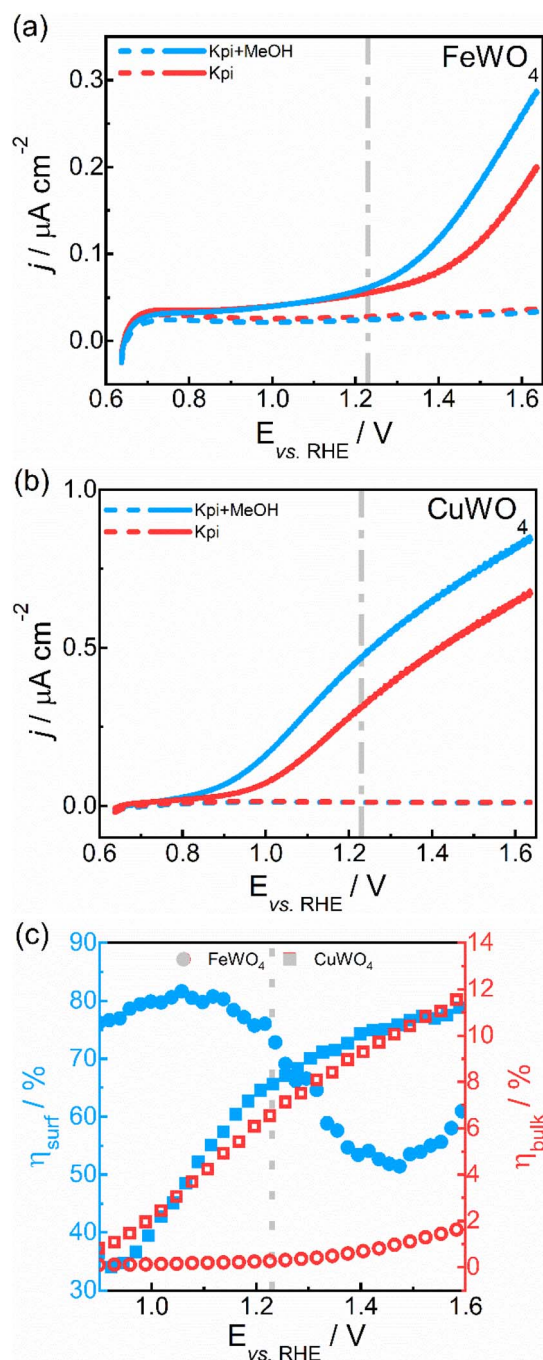 (a)
Kpi+MeOH
Kpi
FeWO4
0.3
0.2
0.1
0.0
j / μA cm-2
0.6 0.8 1.0 1.2 1.4 1.6
E vs. RHE / V
(b)
Kpi+MeOH
Kpi
CuWO4
1.0
0.5
0.0
j / μA cm-2
0.6 0.8 1.0 1.2 1.4 1.6
E vs. RHE / V
(c)
FeWO4 CuWO4
90
80
70
60
50
40
30
ηsurf / %
14
12
10
8
6
4
2
0
ηbulk / %
1.0 1.2 1.4 1.6
E vs. RHE / V